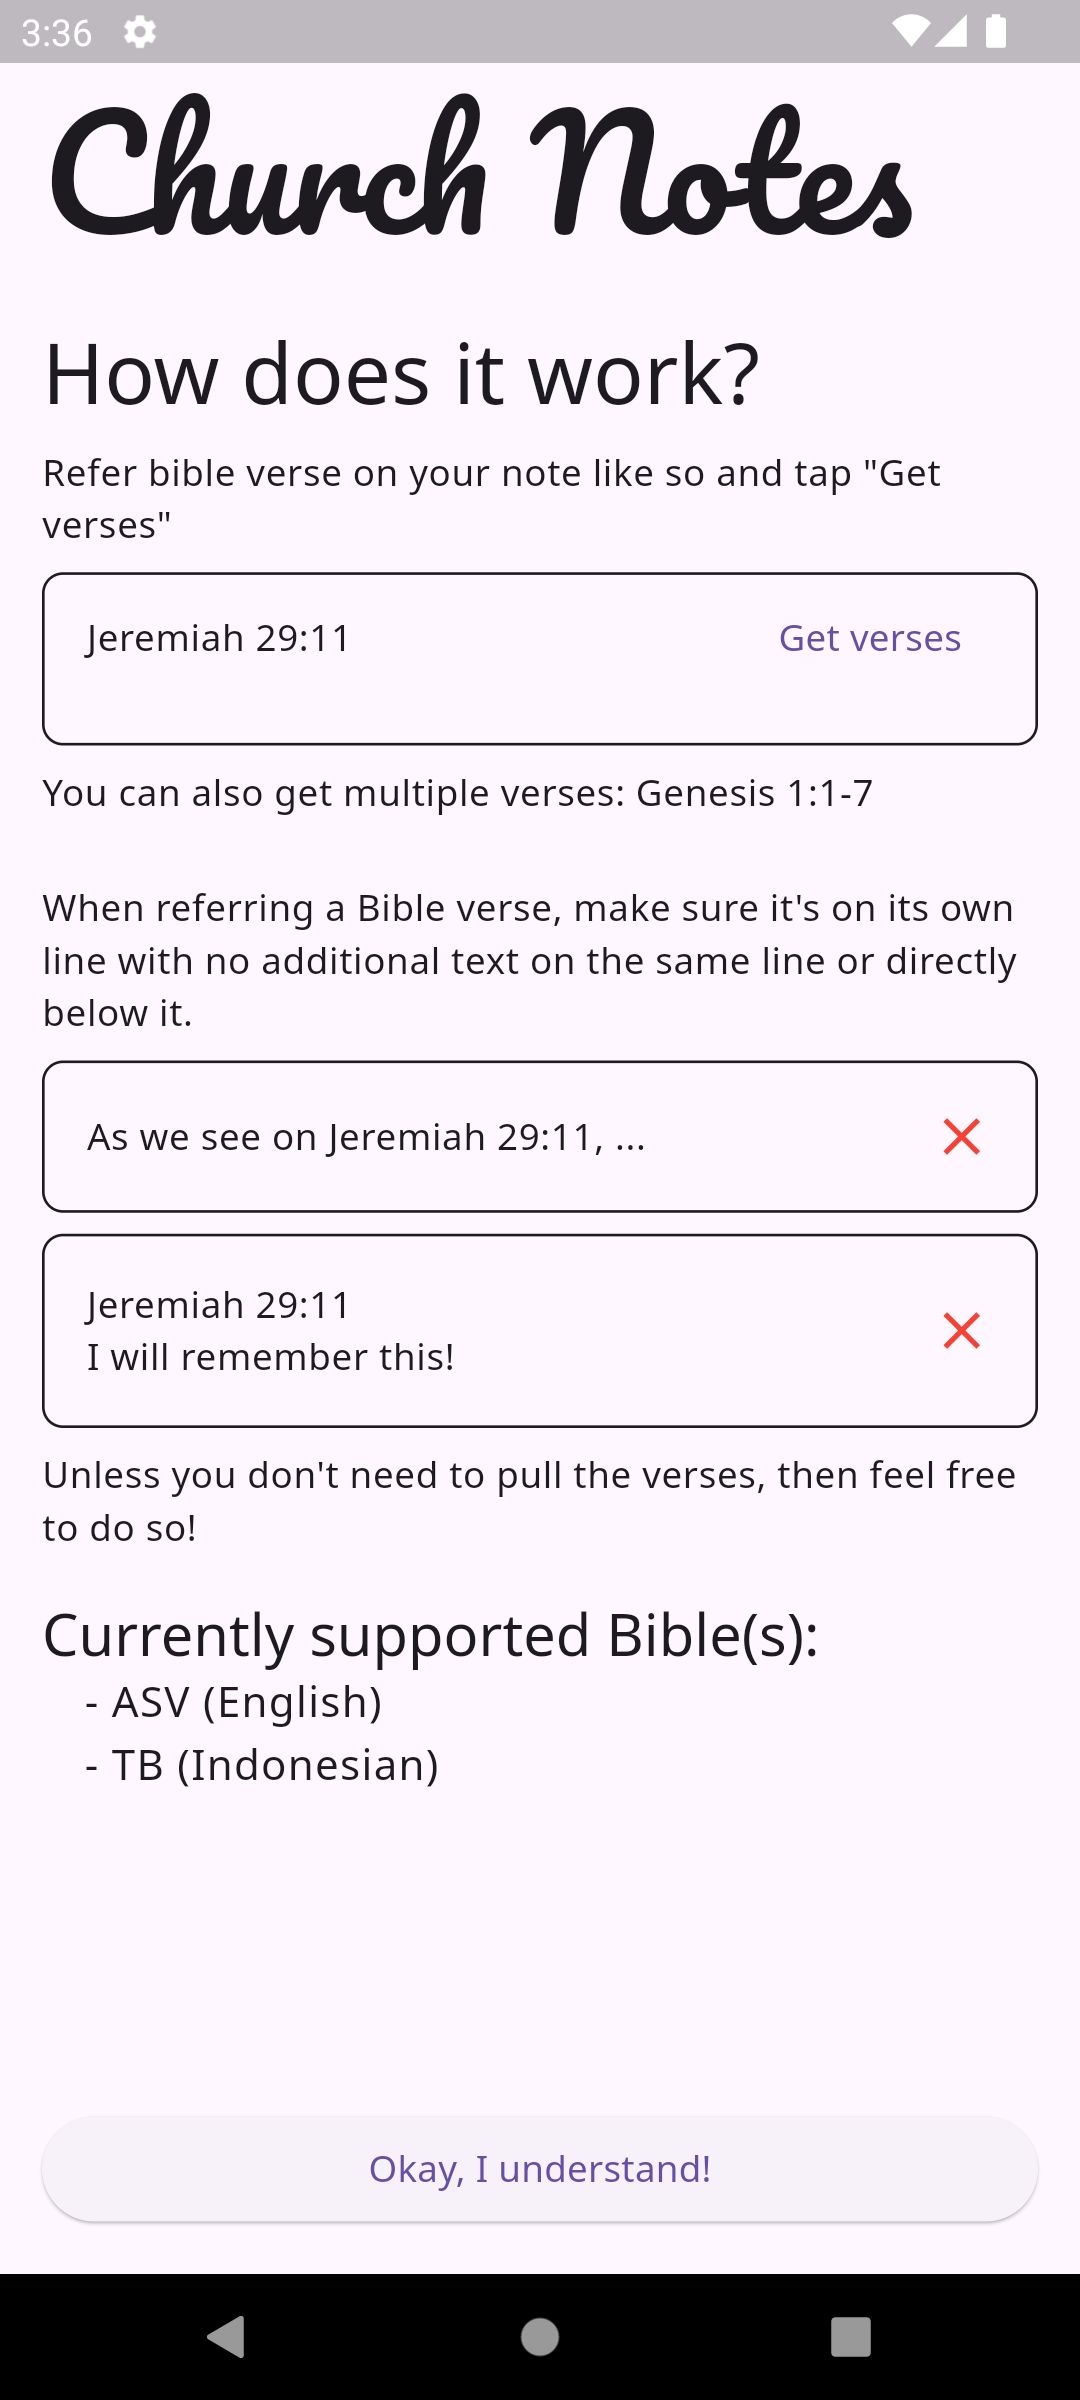 3:36
Church Notes
How does it work?
Refer bible verse on your note like so and tap "Get
verses"
Jeremiah 29:11
Get verses
You can also get multiple verses: Genesis 1:1-7
When referring a Bible verse, make sure it's on its own
line with no additional text on the same line or directly
below it.
As we see on Jeremiah 29:11, ...
Jeremiah 29:11
I will remember this!
Unless you don't need to pull the verses, then feel free
to do so!
Currently supported Bible(s):
- ASV (English)
- TB (Indonesian)
Okay, I understand!